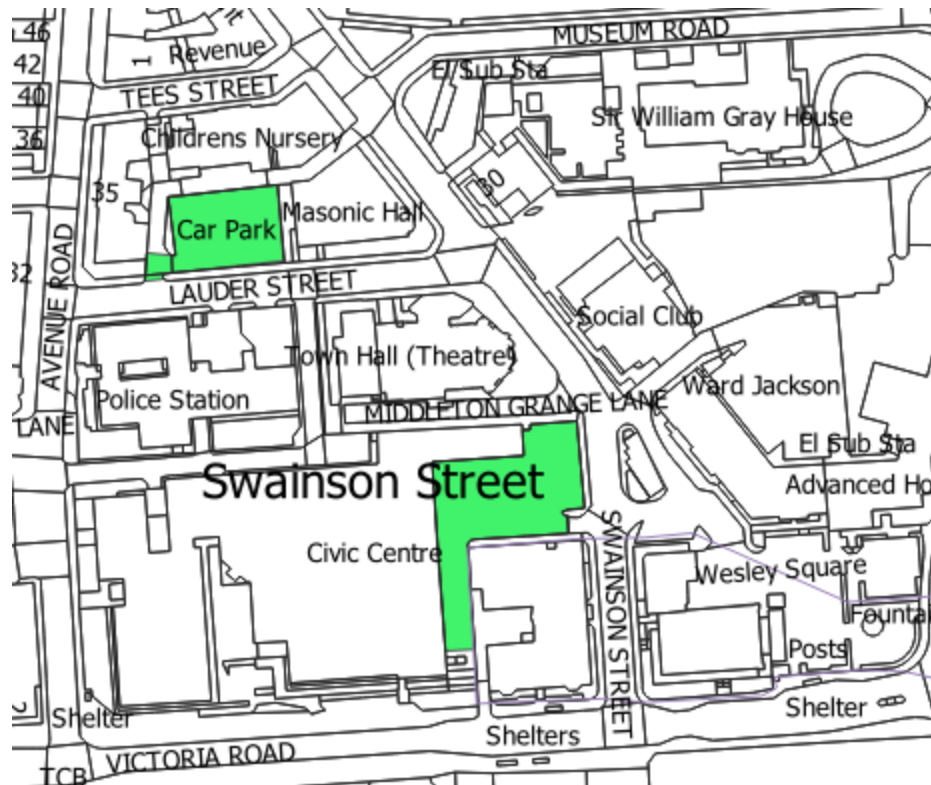 46
Revenue
MUSEUM ROAD
42
1
El Sub Sta
40
TEES STREET
Sir William Gray House
36
Childrens Nursery
35
30
Car Park
Masonic Hall
32
LAUDER STREET
AVENUE ROAD
Social Club
Town Hall (Theatre)
Police Station
Ward Jackson
LANE
MIDDLETON GRANGE LANE
El Sub Sta
Swainson Street
Advanced Ho
Civic Centre
SWAINSON STREET
Wesley Square
Fountai
Posts
Shelter
Shelters
Shelter
VICTORIA ROAD
TCB